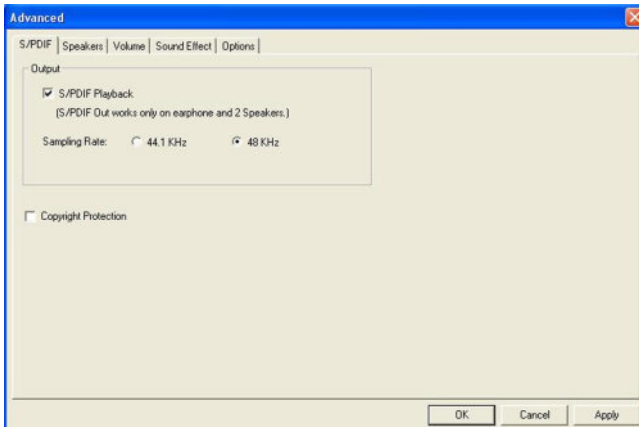 Advanced
S/PDIF Speakers Volume Sound Effect Options
Output
S/PDIF Playback
(S/PDIF Out works only on earphone and 2 Speakers.)
Sampling Rate: 44.1 KHz 48 KHz
Copyright Protection
OK Cancel Apply